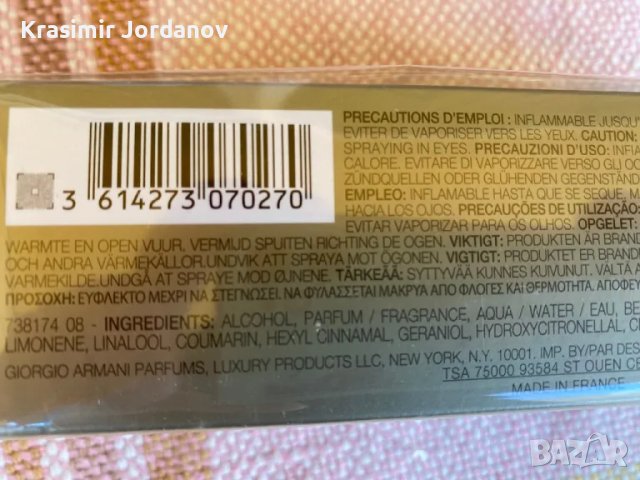 Krasimir Jordanov
PRECAUTIONS D'EMPLOI : INFLAMMABLE JUSQU'
EVITER DE VAPORISER VERS LES YEUX. CAUTION:
SPRAYING IN EYES. PRECAUZIONI D'USO: INFIA
CALORE. EVITARE DI VAPORIZZARE VERSO GLI OC
ZÜNDQUELLEN ODER GLÜHENDEN GEGENSTÄND
EMPLEO: INFLAMABLE HASTA QUE SE SEQUE,
HACIA LOS OJOS. PRECAUÇÕES DE UTILIZAÇÃO:
EVITAR VAPORIZAR PARA OS OLHOS. OPGELET:
3 614273 070270
WARMTE EN OPEN VUUR. VERMIJD SPUITEN RICHTING DE OGEN. VIKTIGT: PRODUKTEN ÄR BRAND
OCH ANDRA VÄRMEKÄLLOR.UNDVIK ATT SPRAYA MOT ÖGONEN. VIGTIGT: PRODUKTET ER BRAND
VARMEKILDE.UNDGÅ AT SPRAYE MOD ØJNENE. TÄRKEÄÄ: SYTTYVÄÄ KUNNES KUIVUNUT. VÄLTÄ
ΠΡΟΣΟΧΗ: ΕΥΦΛΕΚΤΟ ΜΕΧΡΙ ΝΑ ΣΤΕΓΝΩΣΕΙ. ΝΑ ΦΥΛΑΣΣΕΤΑΙ ΜΑΚΡΥΑ ΑΠΟ ΦΛΟΓΕΣ ΚΑΙ ΘΕΡΜΟΤΗΤΑ. ΑΠΟΦΕΥ
738174 08 - INGREDIENTS: ALCOHOL, PARFUM / FRAGRANCE, AQUA / WATER / EAU, BE
LIMONENE, LINALOOL, COUMARIN, HEXYL CINNAMAL, GERANIOL, HYDROXYCITRONELLAL, C
GIORGIO ARMANI PARFUMS, LUXURY PRODUCTS LLC, NEW YORK, N.Y. 10001. IMP. BY/PAR DES
TSA 75000 93584 ST OUEN CE
MADE IN FRANCE
BAZAR